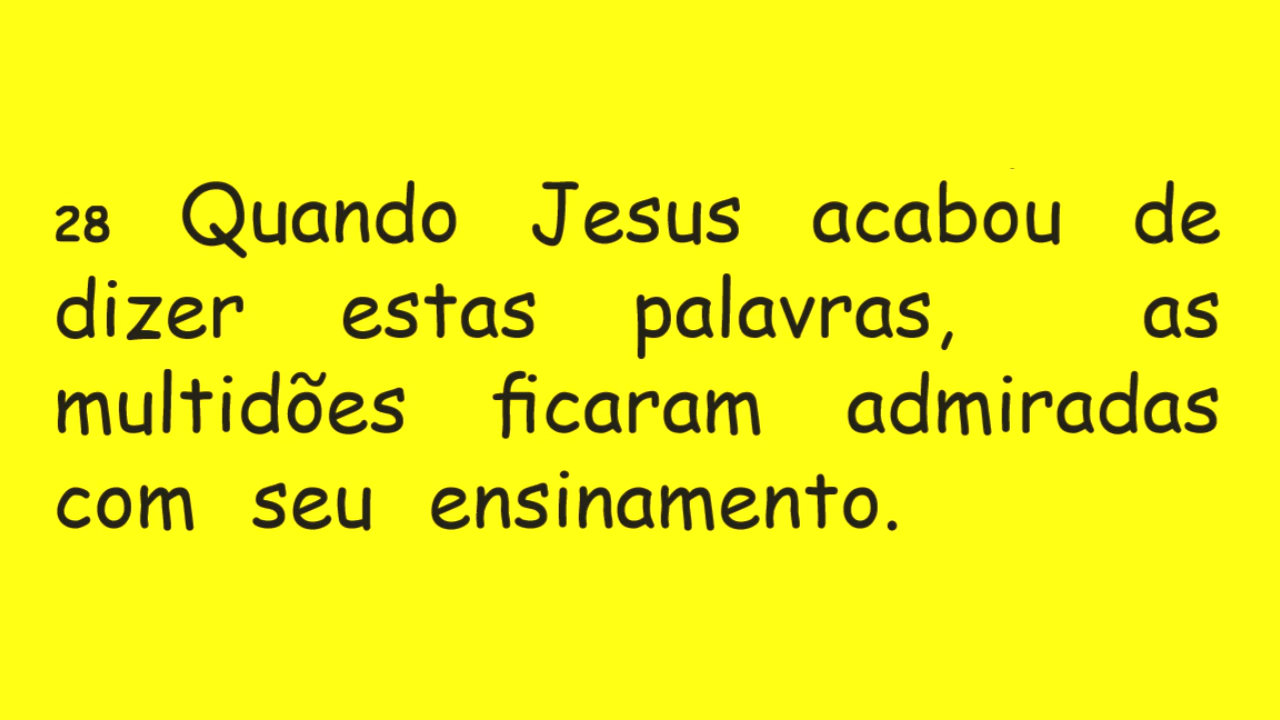 28 Quando Jesus acabou de
dizer estas palavras, as
multidões ficaram admiradas
com seu ensinamento.